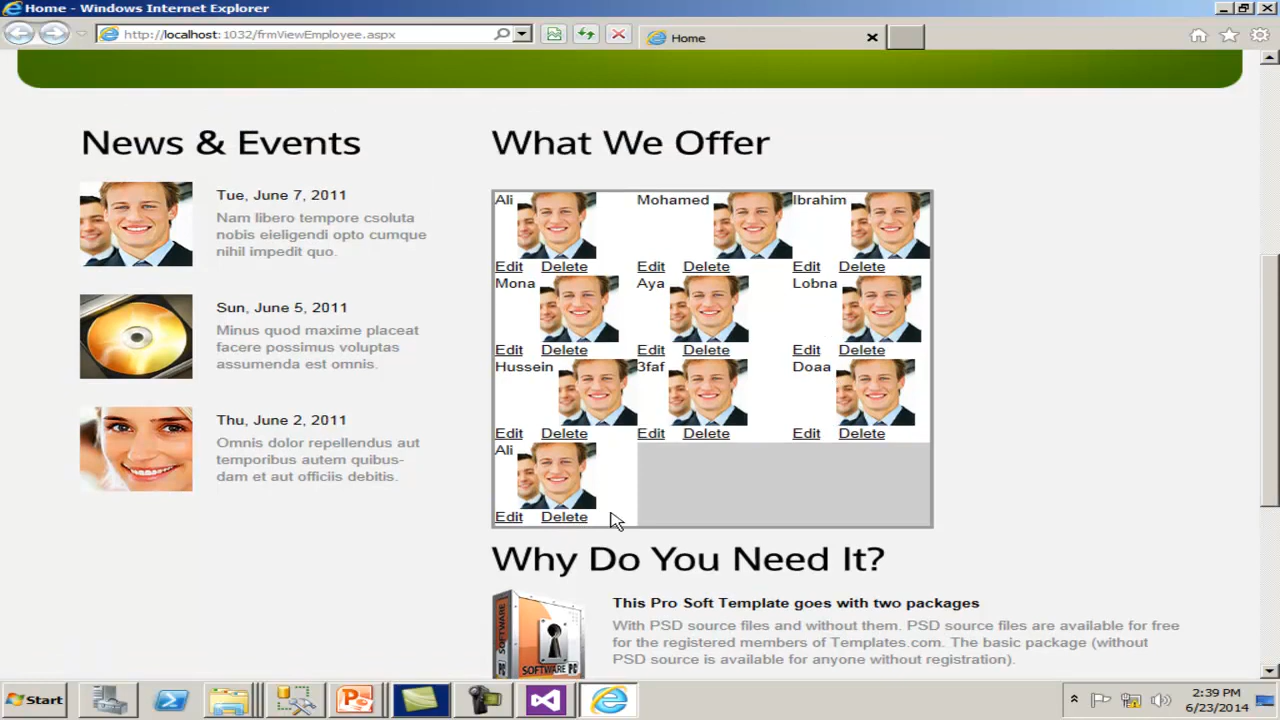 Home - Windows Internet Explorer
http://localhost:1032/frmViewEmployee.aspx
Home
News & Events
Tue, June 7, 2011
Nam libero tempore csoluta
nobis eieligendi opto cumque
nihil impedit quo.
Sun, June 5, 2011
Minus quod maxime placeat
facere possimus voluptas
assumenda est omnis.
Thu, June 2, 2011
Omnis dolor repellendus aut
temporibus autem quibus-
dam et aut officiis debitis.
What We Offer
Ali Mohamed Ibrahim
Edit Delete Edit Delete Edit Delete
Mona Aya Lobna
Edit Delete Edit Delete Edit Delete
Hussein 3faf Doaa
Edit Delete Edit Delete Edit Delete
Ali
Edit Delete
Why Do You Need It?
SOFTWARE
SOFTWARE PC
This Pro Soft Template goes with two packages
With PSD source files and without them. PSD source files are available for free
for the registered members of Templates.com. The basic package (without
PSD source is available for anyone without registration).
Start
2:39 PM
6/23/2014